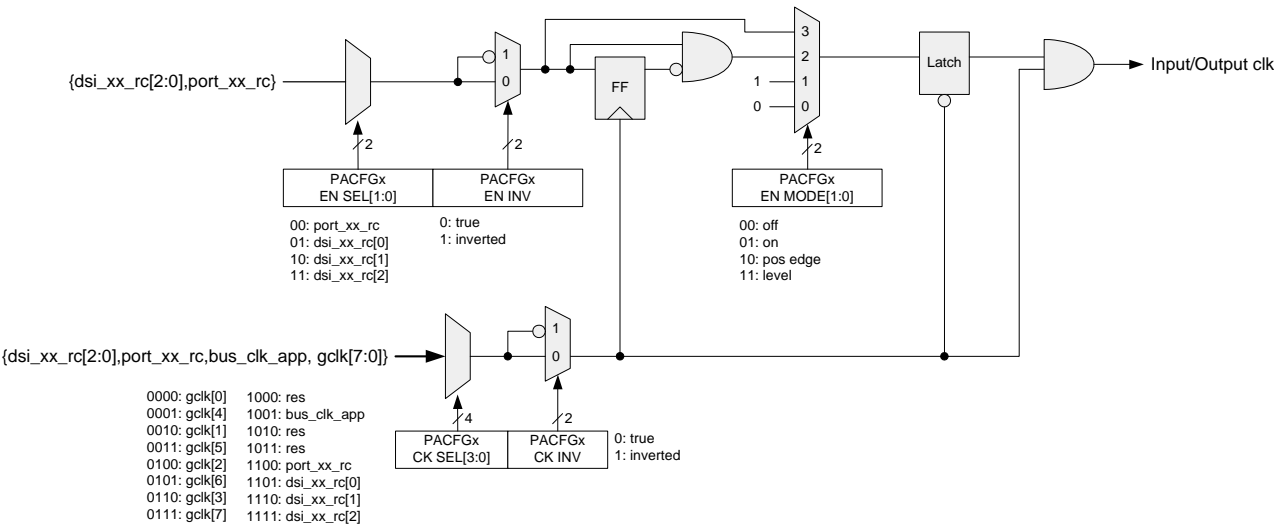 3
1
2
{dsi_xx_rc[2:0],port_xx_rc}
0
FF
1
1
Latch
Input/Output clk
0
0
2
2
2
PACFGx
EN SEL[1:0]
PACFGx
EN INV
PACFGx
EN MODE[1:0]
00: port_xx_rc
01: dsi_xx_rc[0]
10: dsi_xx_rc[1]
11: dsi_xx_rc[2]
0: true
1: inverted
00: off
01: on
10: pos edge
11: level
1
{dsi_xx_rc[2:0],port_xx_rc,bus_clk_app, gclk[7:0]}
0
4
2
PACFGx
CK SEL[3:0]
PACFGx
CK INV
0: true
1: inverted
0000: gclk[0]
0001: gclk[4]
0010: gclk[1]
0011: gclk[5]
0100: gclk[2]
0101: gclk[6]
0110: gclk[3]
0111: gclk[7]
1000: res
1001: bus_clk_app
1010: res
1011: res
1100: port_xx_rc
1101: dsi_xx_rc[0]
1110: dsi_xx_rc[1]
1111: dsi_xx_rc[2]